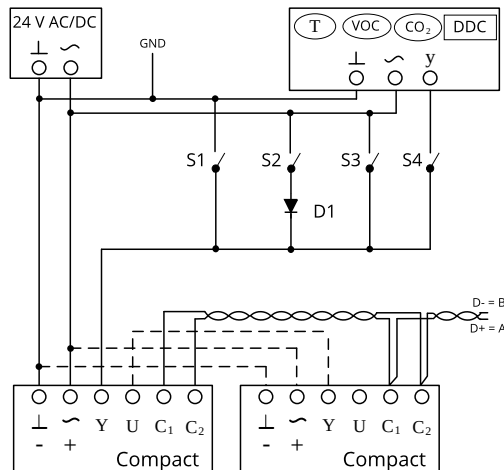 24 V AC/DC
⊥ ~
GND
T VOC CO₂ DDC
⊥ ~ y
S1 S2 S3 S4
D1
D- = B
D+ = A
⊥ ~ Y U C₁ C₂
- +
Compact
⊥ ~ Y U C₁ C₂
- +
Compact